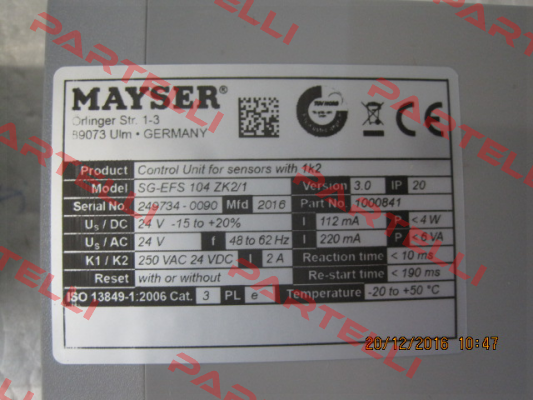 PARTELLI
MAYSER®
Örlinger Str. 1-3
89073 Ulm • GERMANY
TÜV NORD
CE
Product Control Unit for sensors with 1k2
Model SG-EFS 104 ZK2/1 Version 3.0 IP 20
Serial No. 249734 - 0090 Mfd 2016 Part No. 1000841
US / DC 24 V -15 to +20% I 112 mA P < 4 W
US / AC 24 V f 48 to 62 Hz I 220 mA P < 6 VA
K1 / K2 250 VAC 24 VDC I 2 A Reaction time < 10 ms
Reset with or without Re-start time < 190 ms
ISO 13849-1:2006 Cat. 3 PL e Temperature -20 to +50 °C
20/12/2016 10:47
PARTELLI
PARTELLI